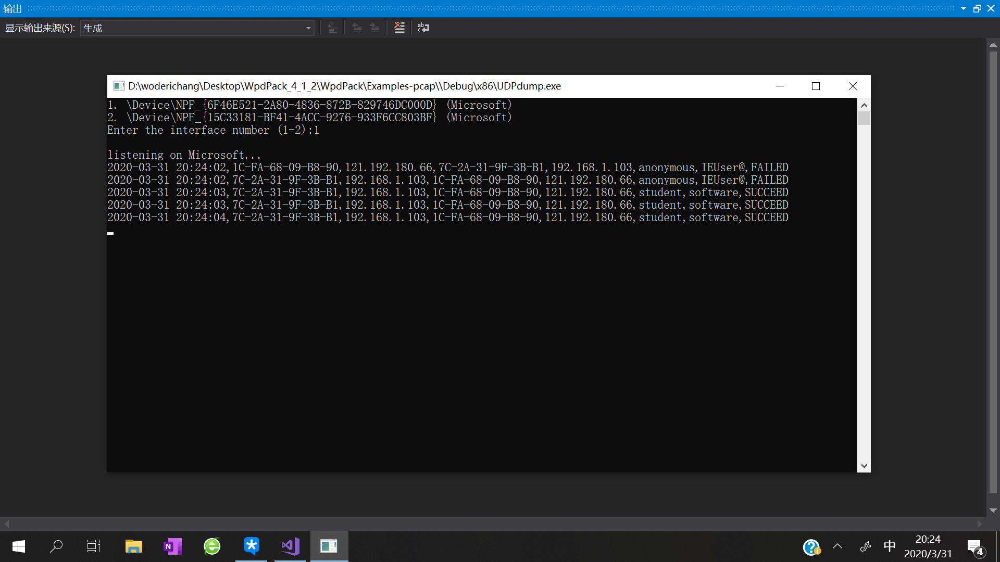 输出
显示输出来源(S): 生成
D:\woderichang\Desktop\WpdPack_4_1_2\WpdPack\Examples-pcap\\Debug\x86\UDPdump.exe
1. \Device\NPF_{6F46E521-2A80-4836-872B-829746DC000D} (Microsoft)
2. \Device\NPF_{15C33181-BF41-4ACC-9276-933F6CC803BF} (Microsoft)
Enter the interface number (1-2):1
listening on Microsoft...
2020-03-31 20:24:02,1C-FA-68-09-B8-90,121.192.180.66,7C-2A-31-9F-3B-B1,192.168.1.103,anonymous,IEUser@,FAILED
2020-03-31 20:24:02,7C-2A-31-9F-3B-B1,192.168.1.103,1C-FA-68-09-B8-90,121.192.180.66,anonymous,IEUser@,FAILED
2020-03-31 20:24:03,7C-2A-31-9F-3B-B1,192.168.1.103,1C-FA-68-09-B8-90,121.192.180.66,student,software,SUCCEED
2020-03-31 20:24:03,7C-2A-31-9F-3B-B1,192.168.1.103,1C-FA-68-09-B8-90,121.192.180.66,student,software,SUCCEED
2020-03-31 20:24:04,7C-2A-31-9F-3B-B1,192.168.1.103,1C-FA-68-09-B8-90,121.192.180.66,student,software,SUCCEED
中
20:24
2020/3/31
4